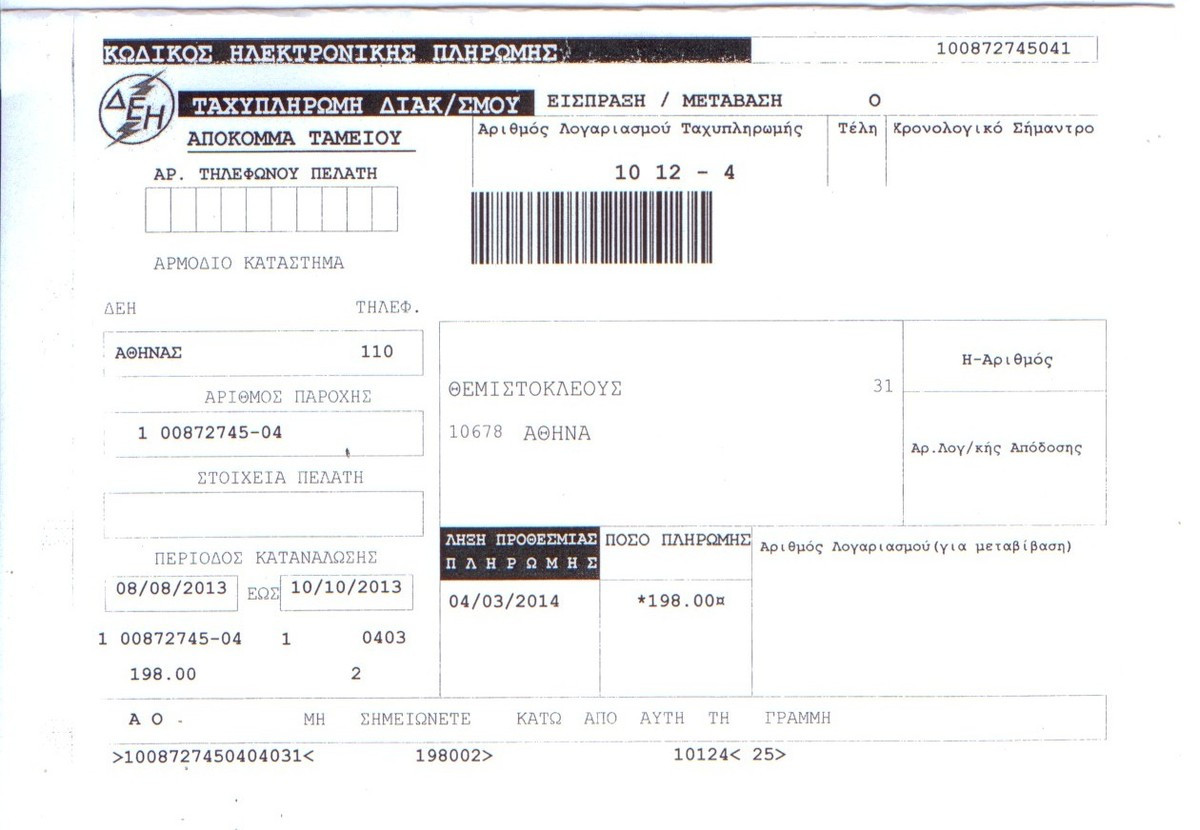 ΚΩΔΙΚΟΣ ΗΛΕΚΤΡΟΝΙΚΗΣ ΠΛΗΡΩΜΗΣ 100872745041
ΔΕΗ ΤΑΧΥΠΛΗΡΩΜΗ ΔΙΑΚ/ΣΜΟΥ ΕΙΣΠΡΑΞΗ / ΜΕΤΑΒΑΣΗ Ο
ΑΠΟΚΟΜΜΑ ΤΑΜΕΙΟΥ
Αριθμός Λογαριασμού Ταχυπληρωμής Τέλη Κρονολογικό Σήμαντρο
10 12 - 4
ΑΡ. ΤΗΛΕΦΩΝΟΥ ΠΕΛΑΤΗ
ΑΡΜΟΔΙΟ ΚΑΤΑΣΤΗΜΑ
ΔΕΗ ΤΗΛΕΦ.
ΑΘΗΝΑΣ 110
ΑΡΙΘΜΟΣ ΠΑΡΟΧΗΣ
1 00872745-04
ΣΤΟΙΧΕΙΑ ΠΕΛΑΤΗ
ΠΕΡΙΟΔΟΣ ΚΑΤΑΝΑΛΩΣΗΣ
08/08/2013 ΕΩΣ 10/10/2013
1 00872745-04 1 0403
198.00 2
ΘΕΜΙΣΤΟΚΛΕΟΥΣ 31
10678 ΑΘΗΝΑ
Η-Αριθμός
Αρ.Λογ/κής Απόδοσης
ΛΗΞΗ ΠΡΟΘΕΣΜΙΑΣ
ΠΛΗΡΩΜΗΣ
04/03/2014
ΠΟΣΟ ΠΛΗΡΩΜΗΣ
*198.00¤
Αριθμός Λογαριασμού(για μεταβίβαση)
Α Ο ΜΗ ΣΗΜΕΙΩΝΕΤΕ ΚΑΤΩ ΑΠΟ ΑΥΤΗ ΤΗ ΓΡΑΜΜΗ
>1008727450404031< 198002> 10124< 25>